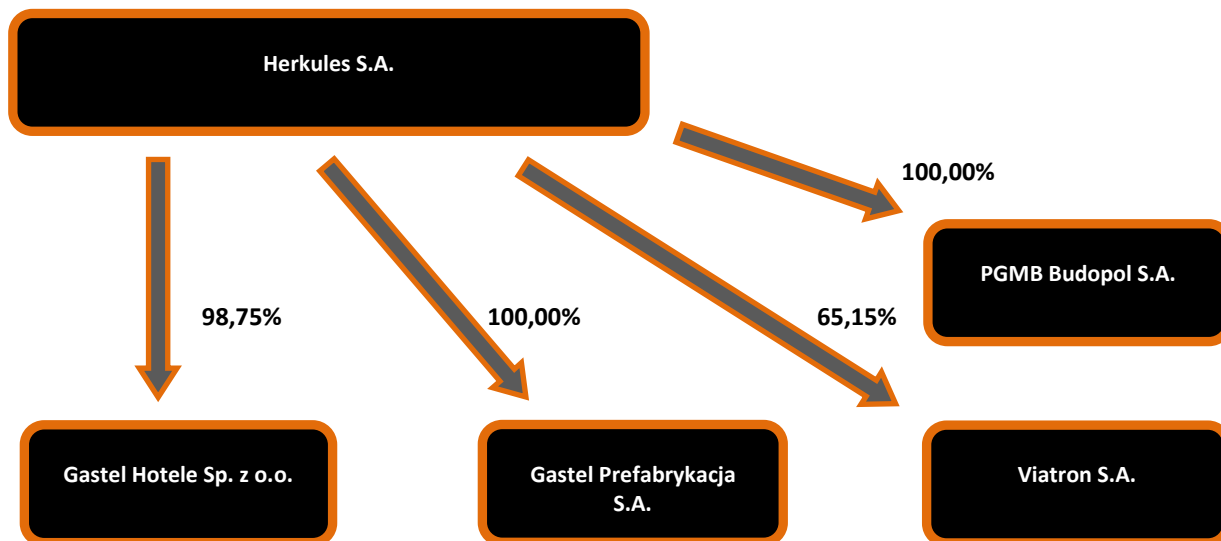 Herkules S.A.
100,00%
PGMB Budopol S.A.
98,75%
100,00%
65,15%
Gastel Hotele Sp. z o.o.
Gastel Prefabrykacja
S.A.
Viatron S.A.